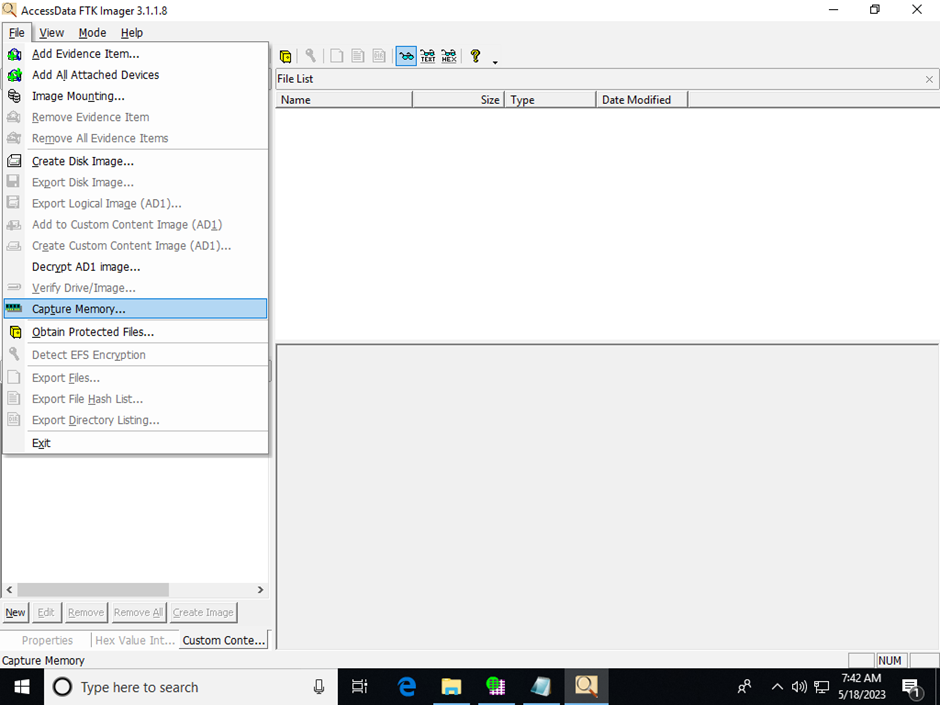 AccessData FTK Imager 3.1.1.8
File View Mode Help
Add Evidence Item...
Add All Attached Devices
Image Mounting...
Remove Evidence Item
Remove All Evidence Items
Create Disk Image...
Export Disk Image...
Export Logical Image (AD1)...
Add to Custom Content Image (AD1)
Create Custom Content Image (AD1)...
Decrypt AD1 image...
Verify Drive/Image...
Capture Memory...
Obtain Protected Files...
Detect EFS Encryption
Export Files...
Export File Hash List...
Export Directory Listing...
Exit
TEXT HEX
File List
Name Size Type Date Modified
New Edit Remove Remove All Create Image
Properties Hex Value Int... Custom Conte...
Capture Memory
NUM
Type here to search
7:42 AM
5/18/2023
1